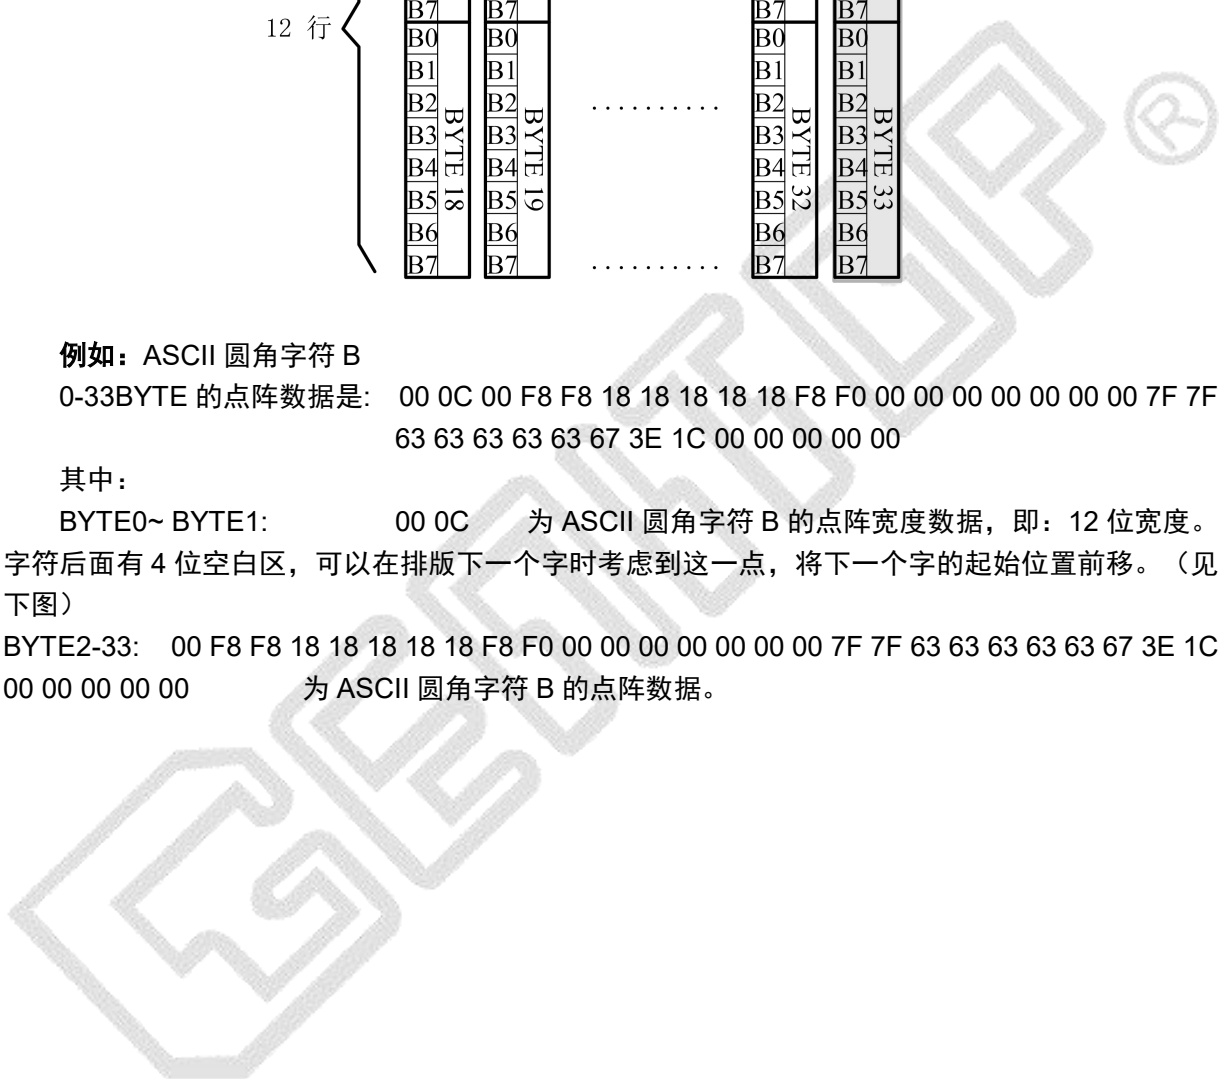 B7 B7 B7 B7
12 行
B0 B0 B0 B0
B1 B1 B1 B1
B2 B2 .......... B2 B2
B3 B3 B3 B3
B4 B4 B4 B4
B5 B5 B5 B5
B6 B6 B6 B6
B7 B7 .......... B7 B7
BYTE 18
BYTE 19
BYTE 32
BYTE 33
例如：ASCII 圆角字符 B
0-33BYTE 的点阵数据是: 00 0C 00 F8 F8 18 18 18 18 18 F8 F0 00 00 00 00 00 00 00 7F 7F
63 63 63 63 63 67 3E 1C 00 00 00 00 00
其中：
BYTE0~ BYTE1: 00 0C 为 ASCII 圆角字符 B 的点阵宽度数据，即：12 位宽度。
字符后面有 4 位空白区，可以在排版下一个字时考虑到这一点，将下一个字的起始位置前移。（见
下图）
BYTE2-33: 00 F8 F8 18 18 18 18 18 F8 F0 00 00 00 00 00 00 00 7F 7F 63 63 63 63 63 67 3E 1C
00 00 00 00 00 为 ASCII 圆角字符 B 的点阵数据。
GENITOP®